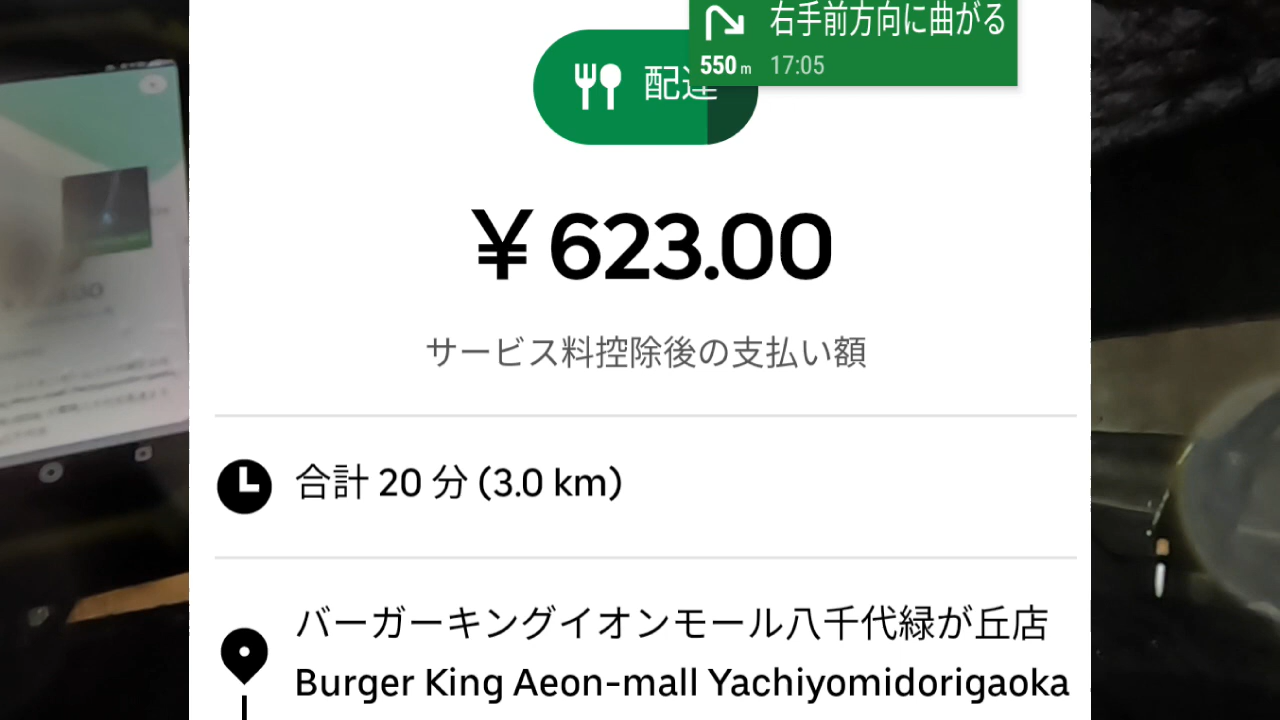 右手前方向に曲がる
550 m 17:05
配達
¥ 623.00
サービス料控除後の支払い額
合計 20 分 (3.0 km)
バーガーキングイオンモール八千代緑が丘店
Burger King Aeon-mall Yachiyomidorigaoka